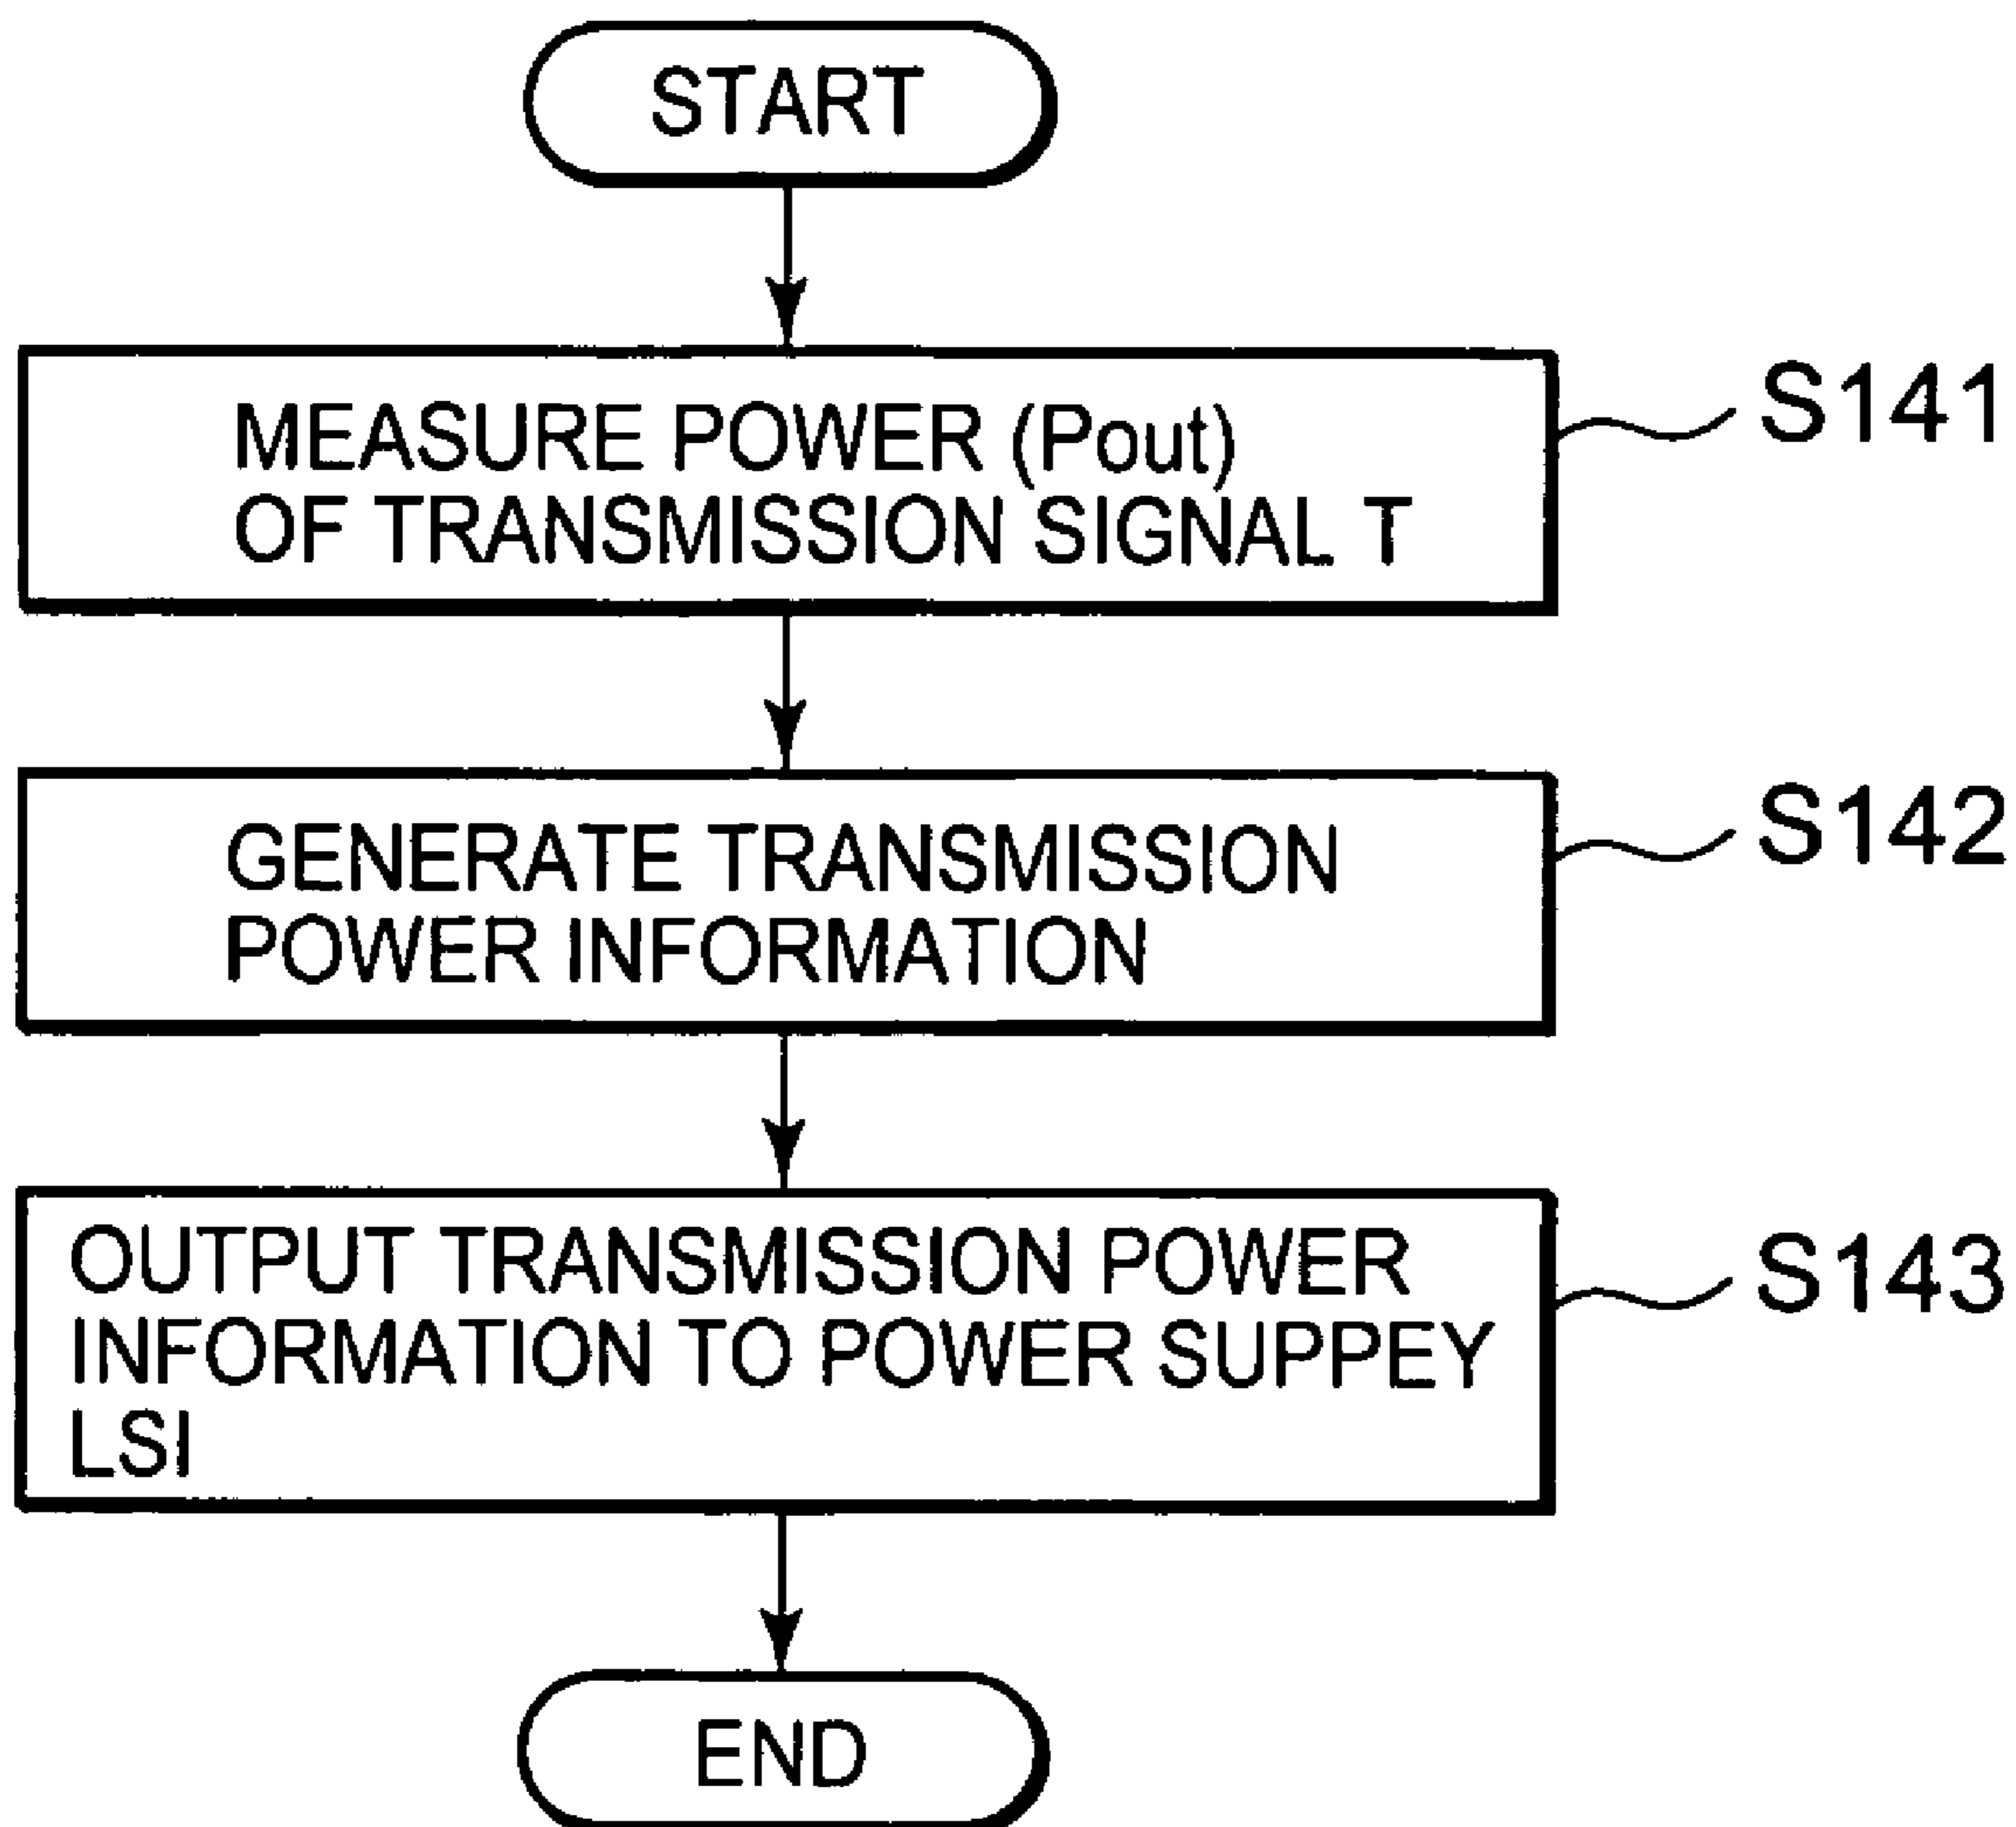 START
MEASURE POWER (Pout)
OF TRANSMISSION SIGNAL T
S141
GENERATE TRANSMISSION
POWER INFORMATION
S142
OUTPUT TRANSMISSION POWER
INFORMATION TO POWER SUPPEY
LSI
S143
END